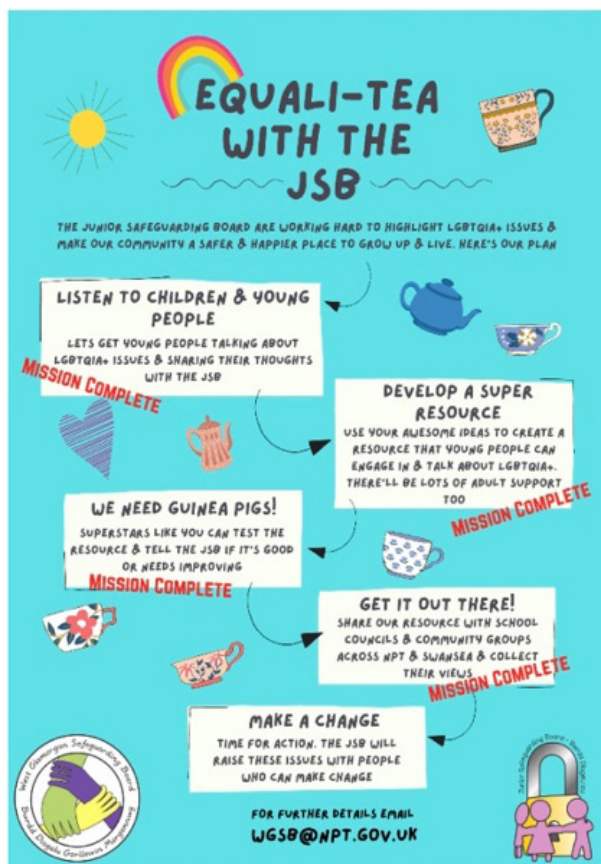 EQUALI-TEA
WITH THE
JSB
THE JUNIOR SAFEGUARDING BOARD ARE WORKING HARD TO HIGHLIGHT LGBTQIA+ ISSUES &
MAKE OUR COMMUNITY A SAFER & HAPPIER PLACE TO GROW UP & LIVE. HERE'S OUR PLAN
LISTEN TO CHILDREN & YOUNG
PEOPLE
LETS GET YOUNG PEOPLE TALKING ABOUT
LGBTQIA+ ISSUES & SHARING THEIR THOUGHTS
WITH THE JSB
MISSION COMPLETE
DEVELOP A SUPER
RESOURCE
USE YOUR AWESOME IDEAS TO CREATE A
RESOURCE THAT YOUNG PEOPLE CAN
ENGAGE IN & TALK ABOUT LGBTQIA+.
THERE'LL BE LOTS OF ADULT SUPPORT
TOO
MISSION COMPLETE
WE NEED GUINEA PIGS!
SUPERSTARS LIKE YOU CAN TEST THE
RESOURCE & TELL THE JSB IF IT'S GOOD
OR NEEDS IMPROVING
MISSION COMPLETE
GET IT OUT THERE!
SHARE OUR RESOURCE WITH SCHOOL
COUNCILS & COMMUNITY GROUPS
ACROSS NPT & SWANSEA & COLLECT
THEIR VIEWS
MISSION COMPLETE
MAKE A CHANGE
TIME FOR ACTION. THE JSB WILL
RAISE THESE ISSUES WITH PEOPLE
WHO CAN MAKE CHANGE
West Glamorgan Safeguarding Board
Bwrdd Diogelu Gorllewin Morgannwg
Junior Safeguarding Board
FOR FURTHER DETAILS EMAIL
WGSB@NPT.GOV.UK